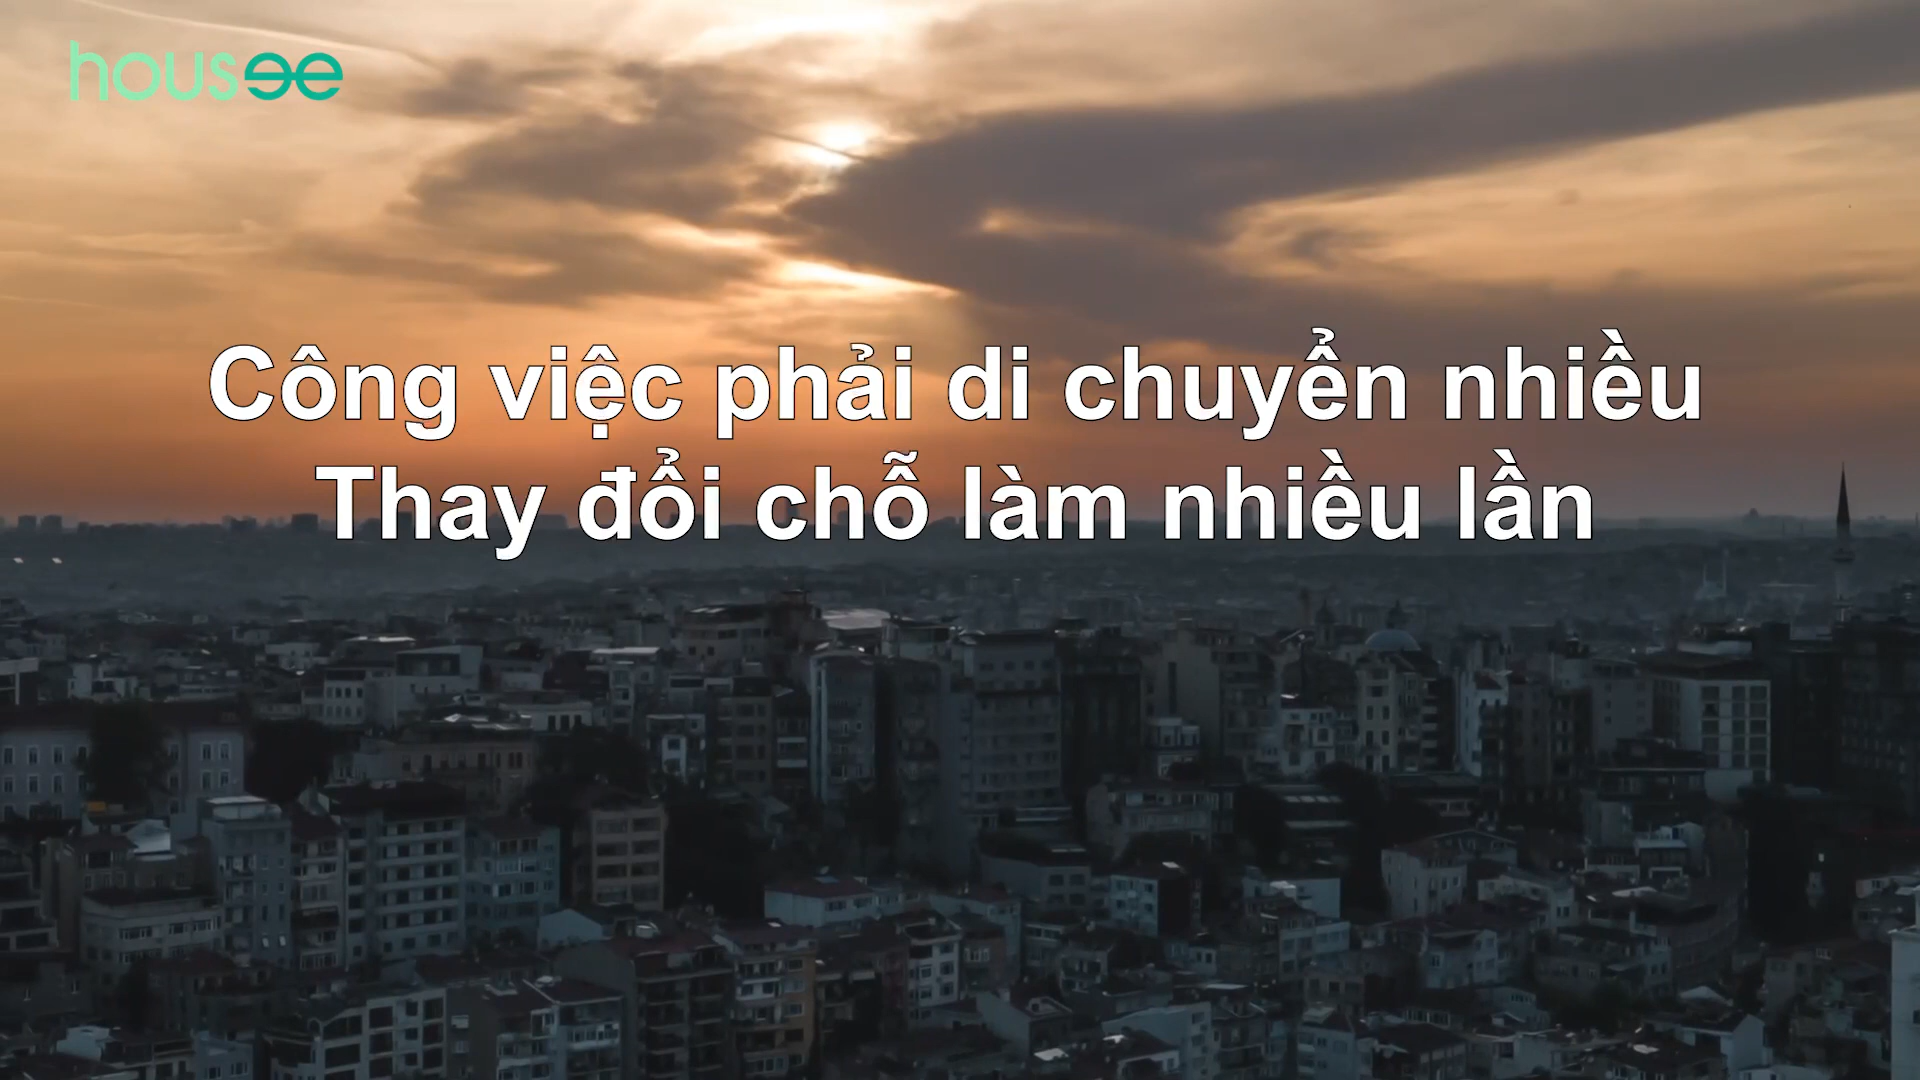 housee
Công việc phải di chuyển nhiều
Thay đổi chỗ làm nhiều lần